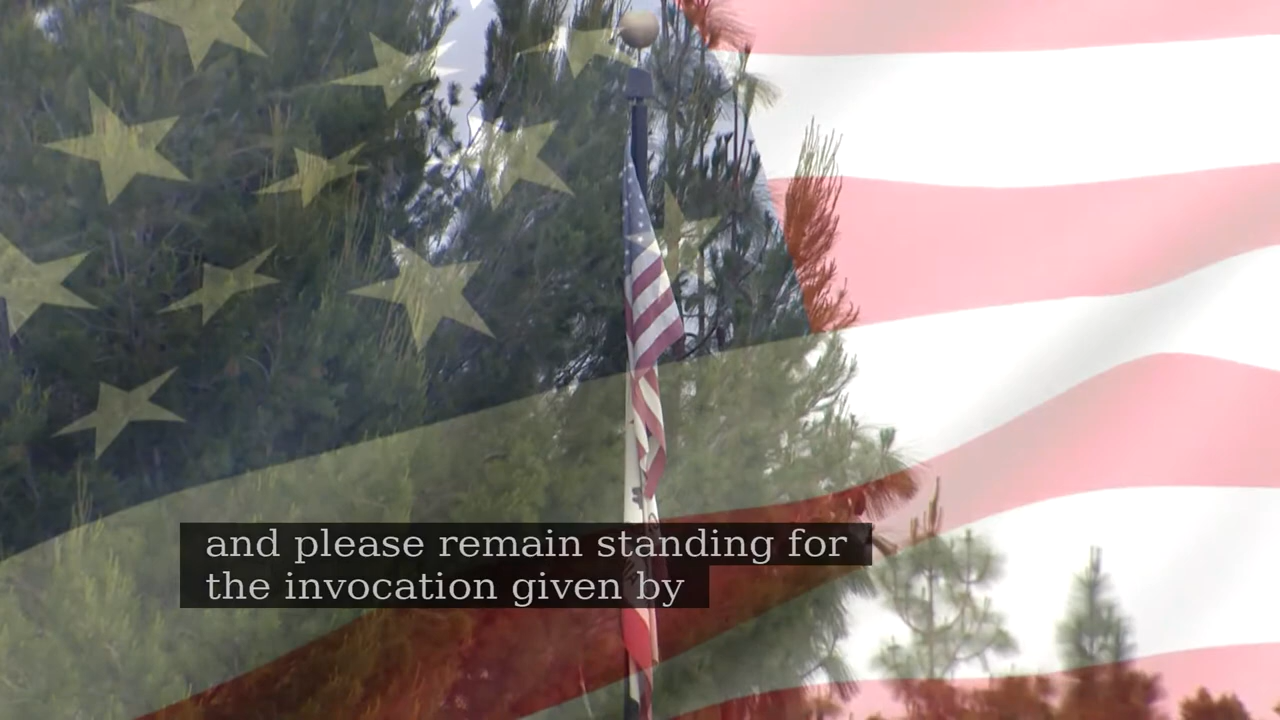 and please remain standing for
the invocation given by